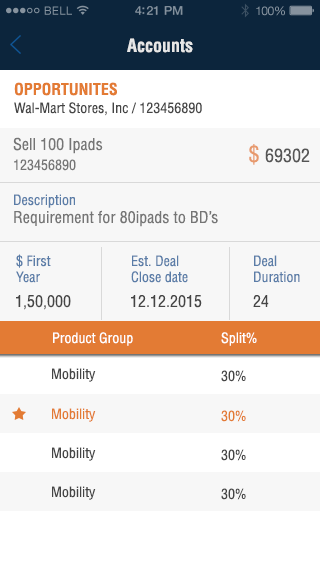 BELL 4:21 PM 100%
Accounts
OPPORTUNITES
Wal-Mart Stores, Inc / 123456890
Sell 100 Ipads
$ 69302
123456890
Description
Requirement for 80ipads to BD's
$ First Est. Deal Deal
Year Close date Duration
1,50,000 12.12.2015 24
Product Group Split%
Mobility 30%
Mobility 30%
Mobility 30%
Mobility 30%